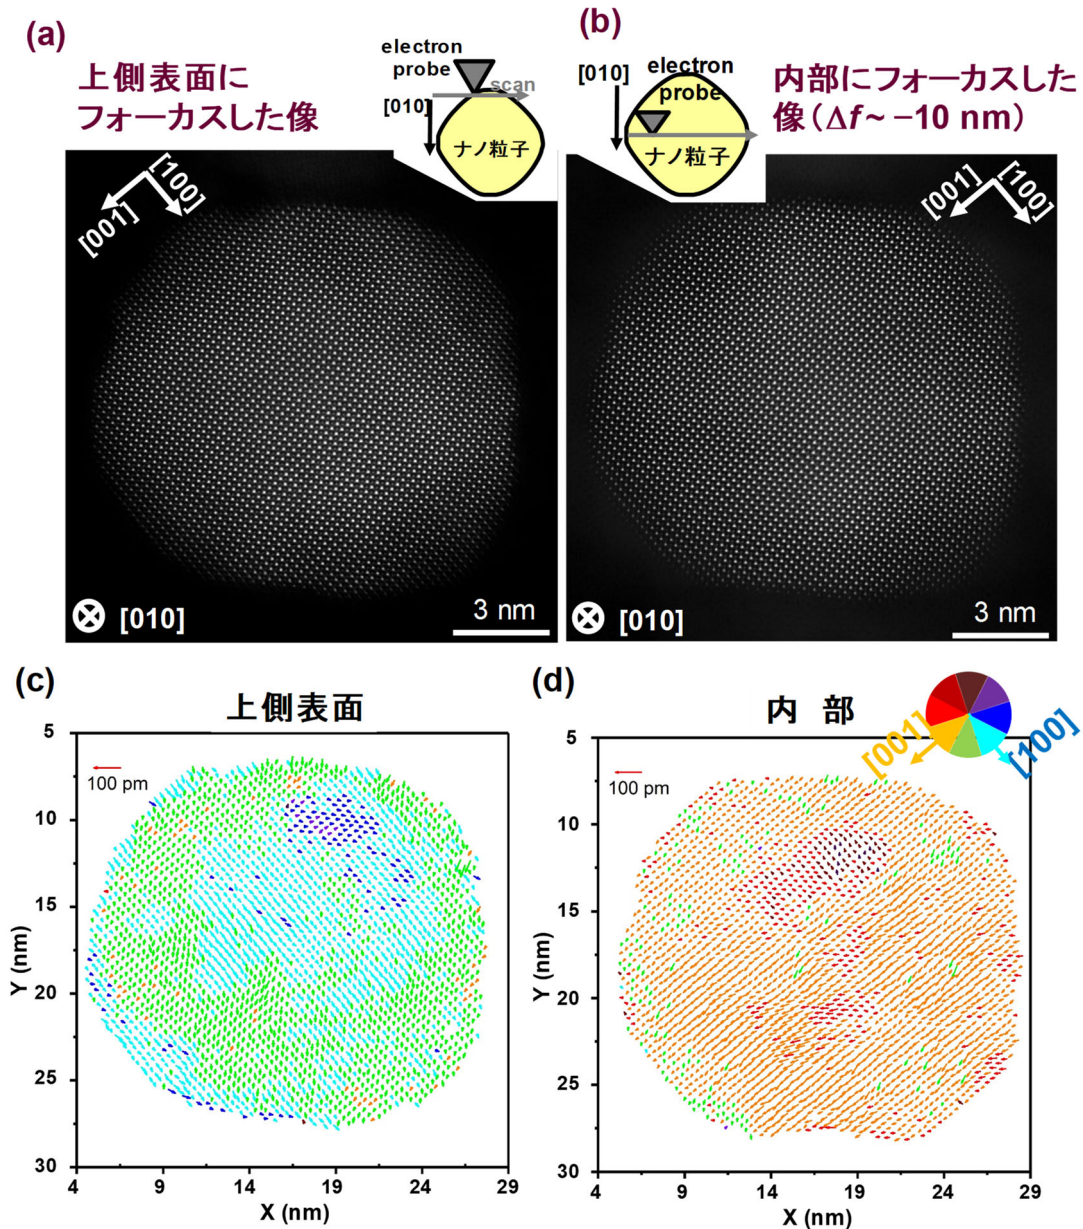 (a)
上側表面に
フォーカスした像
electron
probe
scan
[010]
ナノ粒子
[001]
[100]
[010]
3 nm
(b)
[010]
electron
probe
ナノ粒子
内部にフォーカスした
像(Δf~ −10 nm)
[001]
[100]
[010]
3 nm
(c)
上側表面
100 pm
5
10
15
20
25
30
Y (nm)
4
9
14
19
24
29
X (nm)
(d)
内 部
[001]
[100]
100 pm
5
10
15
20
25
30
Y (nm)
4
9
14
19
24
29
X (nm)